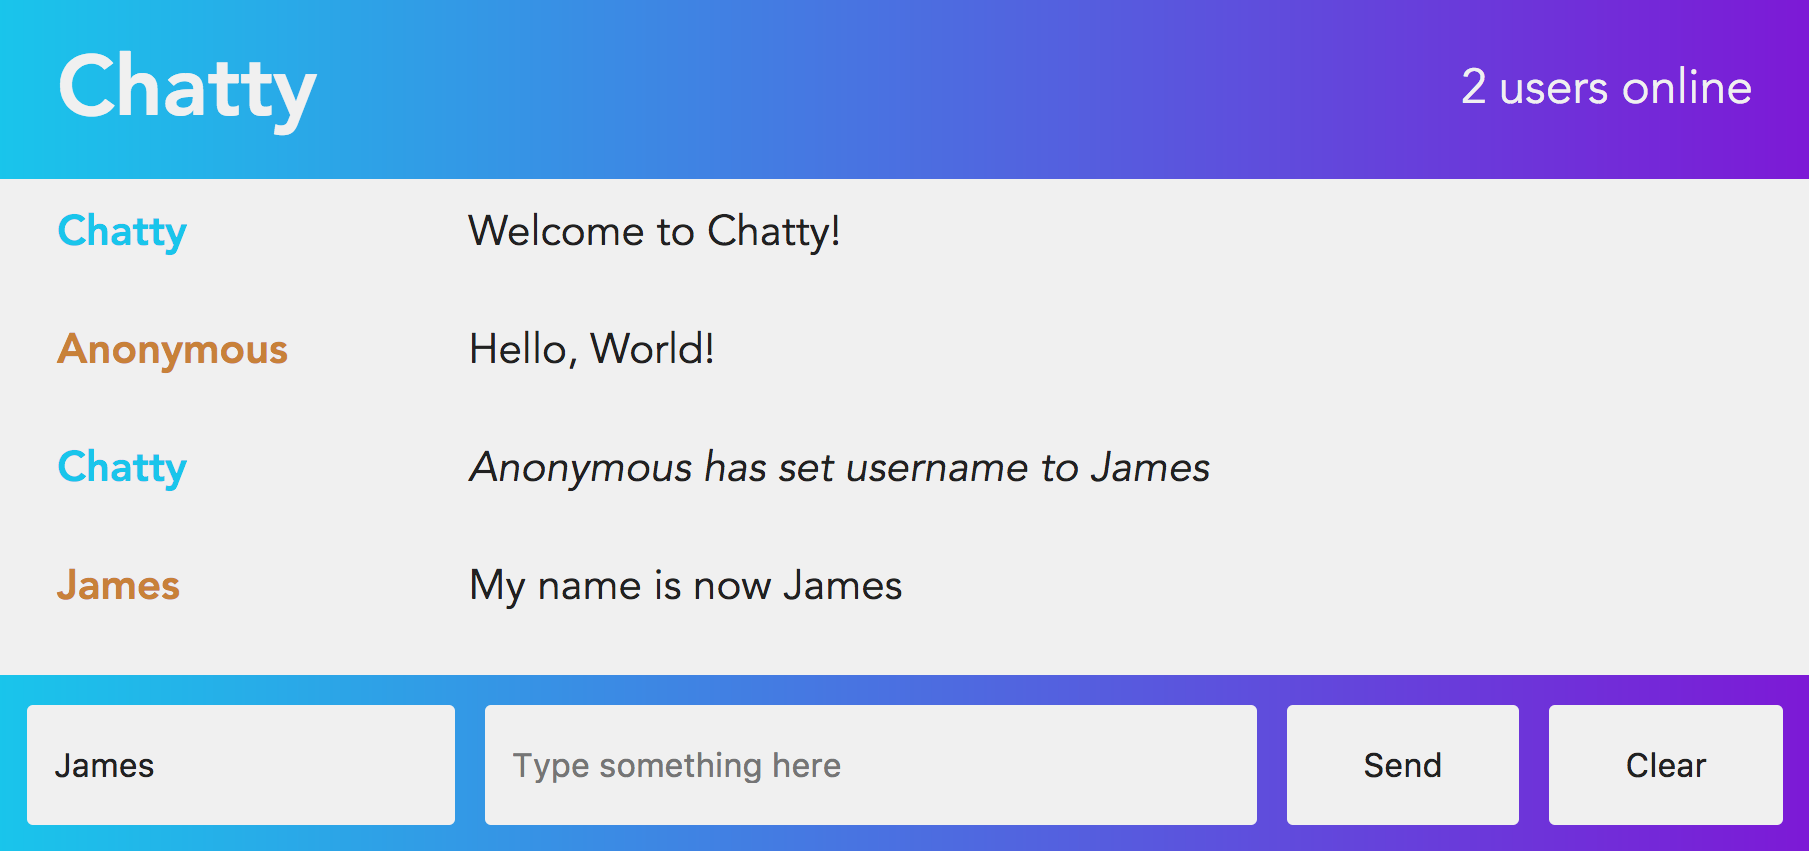 Chatty
2 users online
Chatty Welcome to Chatty!
Anonymous Hello, World!
Chatty Anonymous has set username to James
James My name is now James
James Type something here Send Clear